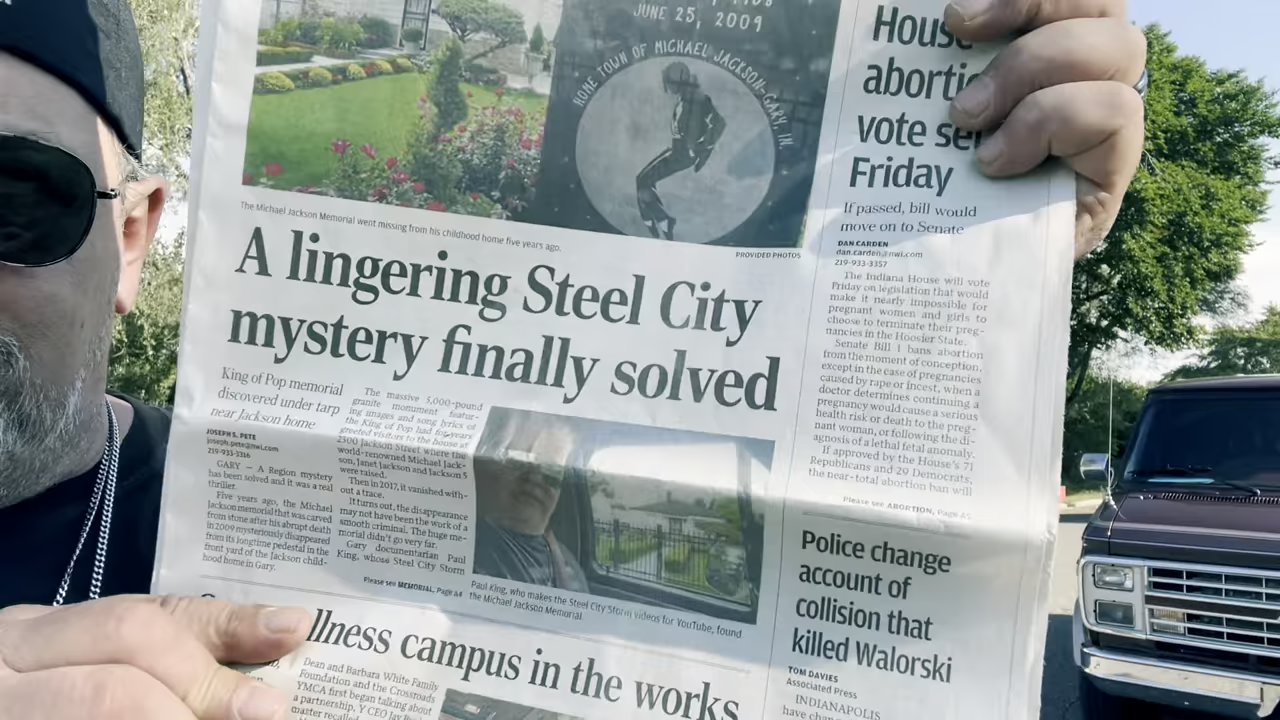 JUNE 25, 2009
HOME TOWN OF MICHAEL JACKSON-GARY, IN.
The Michael Jackson Memorial went missing from his childhood home five years ago.
PROVIDED PHOTOS
A lingering Steel City
mystery finally solved
King of Pop memorial
discovered under tarp
near Jackson home
JOSEPH S. PETE
joseph.pete@nwi.com
219-933-3316
GARY — A Region mystery
has been solved and it was a real
thriller.
Five years ago, the Michael
Jackson memorial that was carved
from stone after his abrupt death
in 2009 mysteriously disappeared
from its longtime pedestal in the
front yard of the Jackson child-
hood home in Gary.
The massive 5,000-pound
granite monument featur-
ing images and song lyrics of
the King of Pop had for years
greeted visitors to the house at
2300 Jackson Street where the
world-renowned Michael Jack-
son, Janet Jackson and Jackson 5
were raised.
Then in 2017, it vanished with-
out a trace.
It turns out, the disappearance
may not have been the work of a
smooth criminal. The huge me-
morial didn't go very far.
Gary documentarian Paul
King, whose Steel City Storm
Please see MEMORIAL, Page A4
Paul King, who makes the Steel City Storm videos for YouTube, found
the Michael Jackson Memorial.
House
aborti
vote se
Friday
If passed, bill would
move on to Senate
DAN CARDEN
dan.carden@nwi.com
219-933-3357
The Indiana House will vote
Friday on legislation that would
make it nearly impossible for
pregnant women and girls to
choose to terminate their preg-
nancies in the Hoosier State.
Senate Bill 1 bans abortion
from the moment of conception,
except in the case of pregnancies
caused by rape or incest, when a
doctor determines continuing a
pregnancy would cause a serious
health risk or death to the preg-
nant woman, or following the di-
agnosis of a lethal fetal anomaly.
If approved by the House's 71
Republicans and 29 Democrats,
the near-total abortion ban will
Please see ABORTION, Page A5
Police change
account of
collision that
killed Walorski
TOM DAVIES
Associated Press
INDIANAPOLIS
llness campus in the works
Dean and Barbara White Family
Foundation and the Crossroads
YMCA first began talking about
a partnership, Y CEO Jay